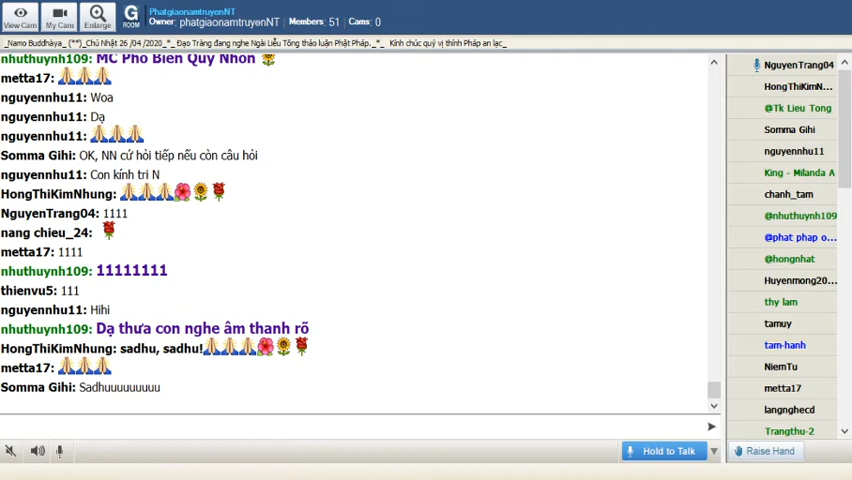 PhatgiaonamtruyenNT
Owner: phatgiaonamtruyenNT Members: 51 Cams: 0
View Cam My Cam Enlarge ROOM
_Namo Buddhàya_ (**)_Chủ Nhật 26 /04 /2020_*_ Đạo Tràng đang nghe Ngài Liễu Tông thảo luận Phật Pháp._*_ Kính chúc quý vị thính Pháp an lạc_
nhuthuynh109: MC Phố Biển Quy Nhơn
metta17:
nguyennhu11: Woa
nguyennhu11: Dạ
nguyennhu11:
Somma Gihi: OK, NN cứ hỏi tiếp nếu còn câu hỏi
nguyennhu11: Con kính tri N
HongThiKimNhung:
NguyenTrang04: 1111
nang chieu_24:
metta17: 1111
nhuthuynh109: 11111111
thienvu5: 111
nguyennhu11: Hihi
nhuthuynh109: Dạ thưa con nghe âm thanh rõ
HongThiKimNhung: sadhu, sadhu!
metta17:
Somma Gihi: Sadhuuuuuuuuu
NguyenTrang04
HongThiKimN...
@Tk Lieu Tong
Somma Gihi
nguyennhu11
King - Milanda A
chanh_tam
@nhuthuynh109
@phat phap o...
@hongnhat
Huyenmong20...
thy lam
tamuy
tam-hanh
NiemTu
metta17
langnghecd
Trangthu-2
Hold to Talk
Raise Hand